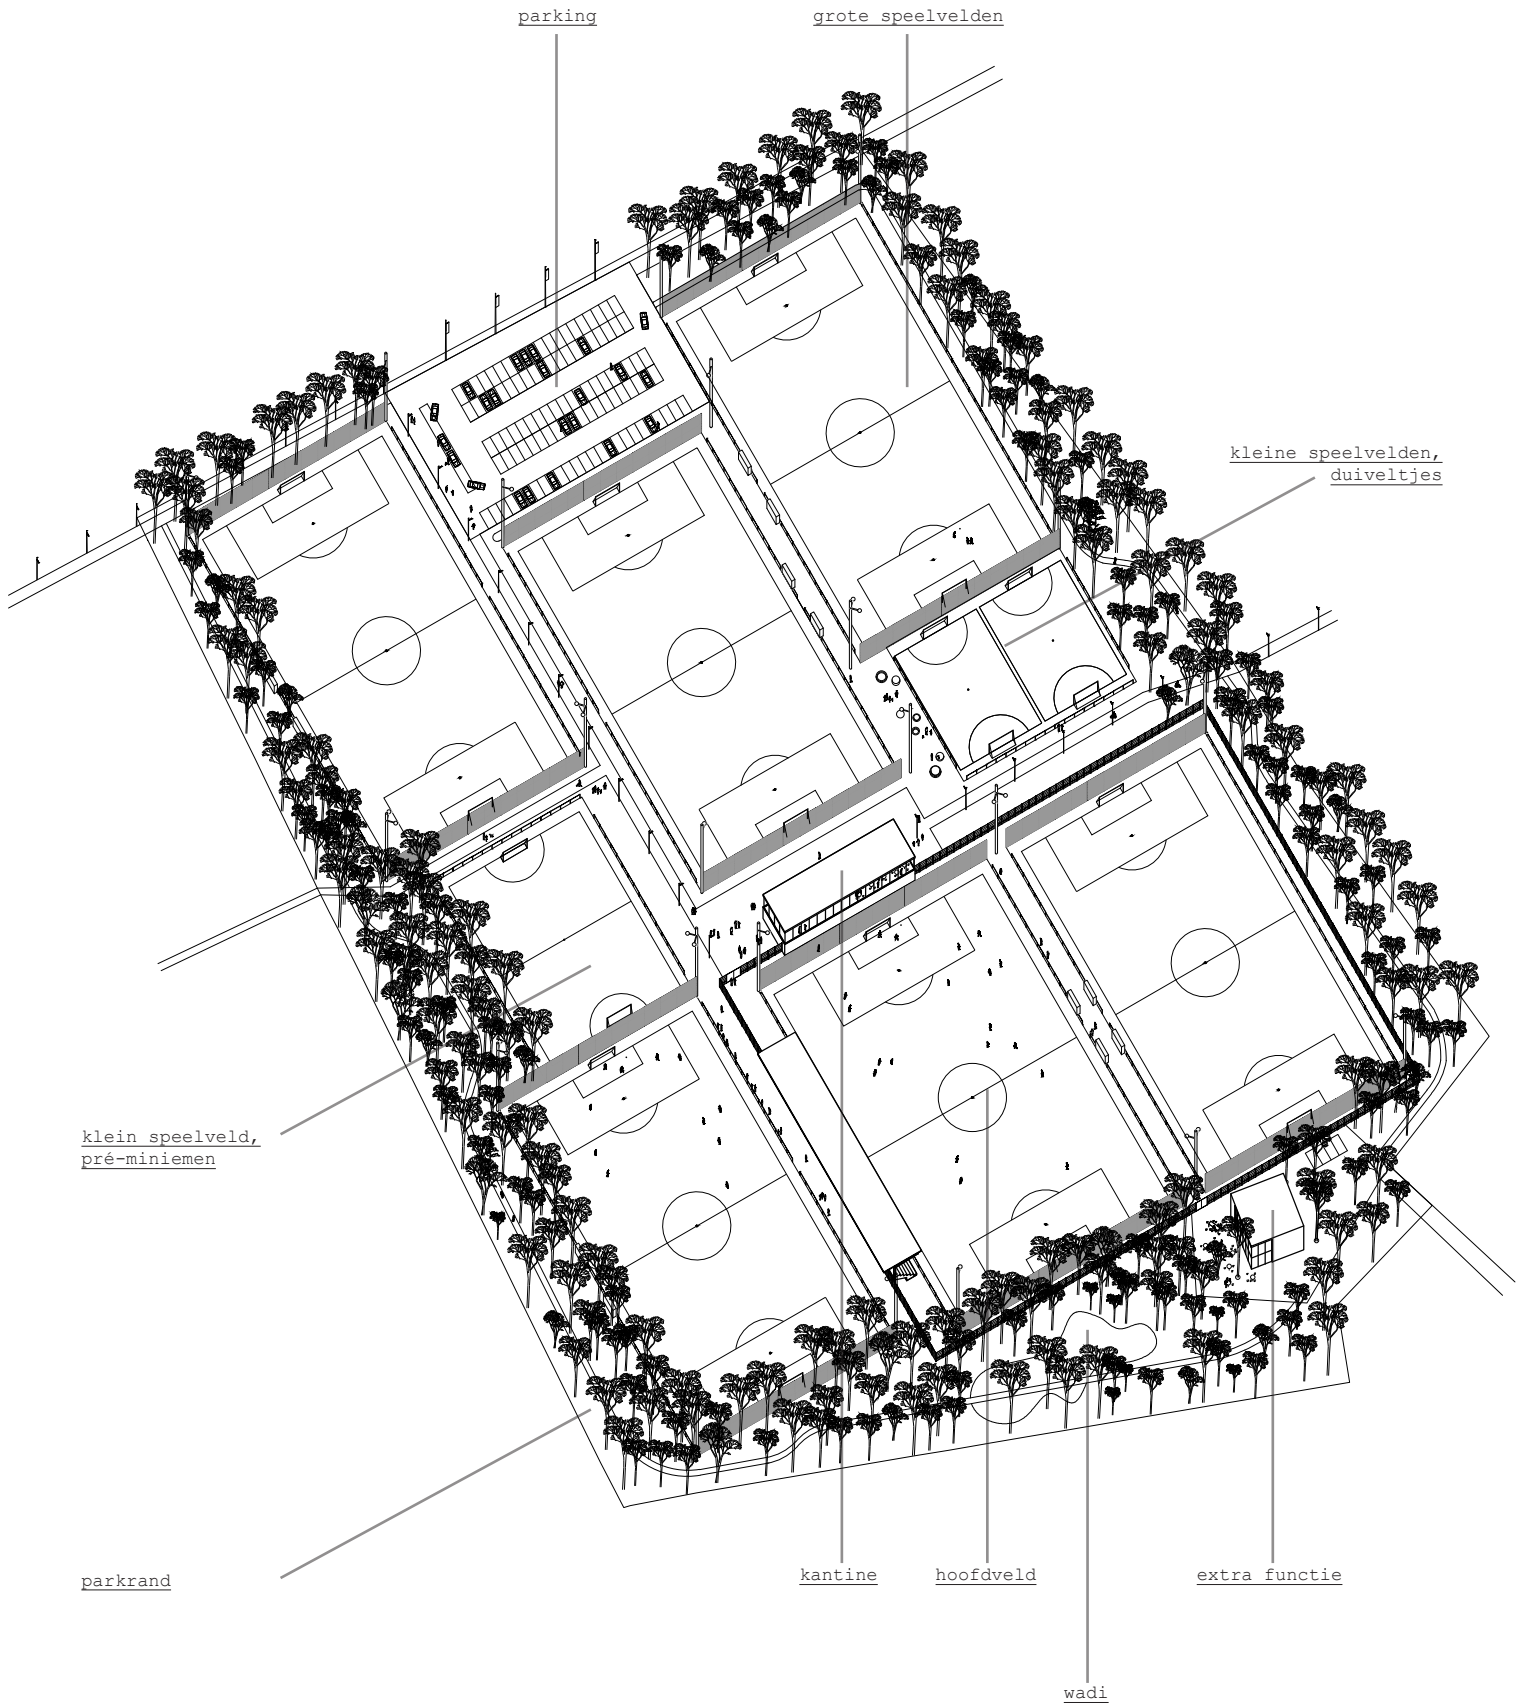 parking
grote speelvelden
kleine speelvelden,
duiveltjes
klein speelveld,
pré-miniemen
parkrand
kantine
hoofdveld
extra functie
wadi